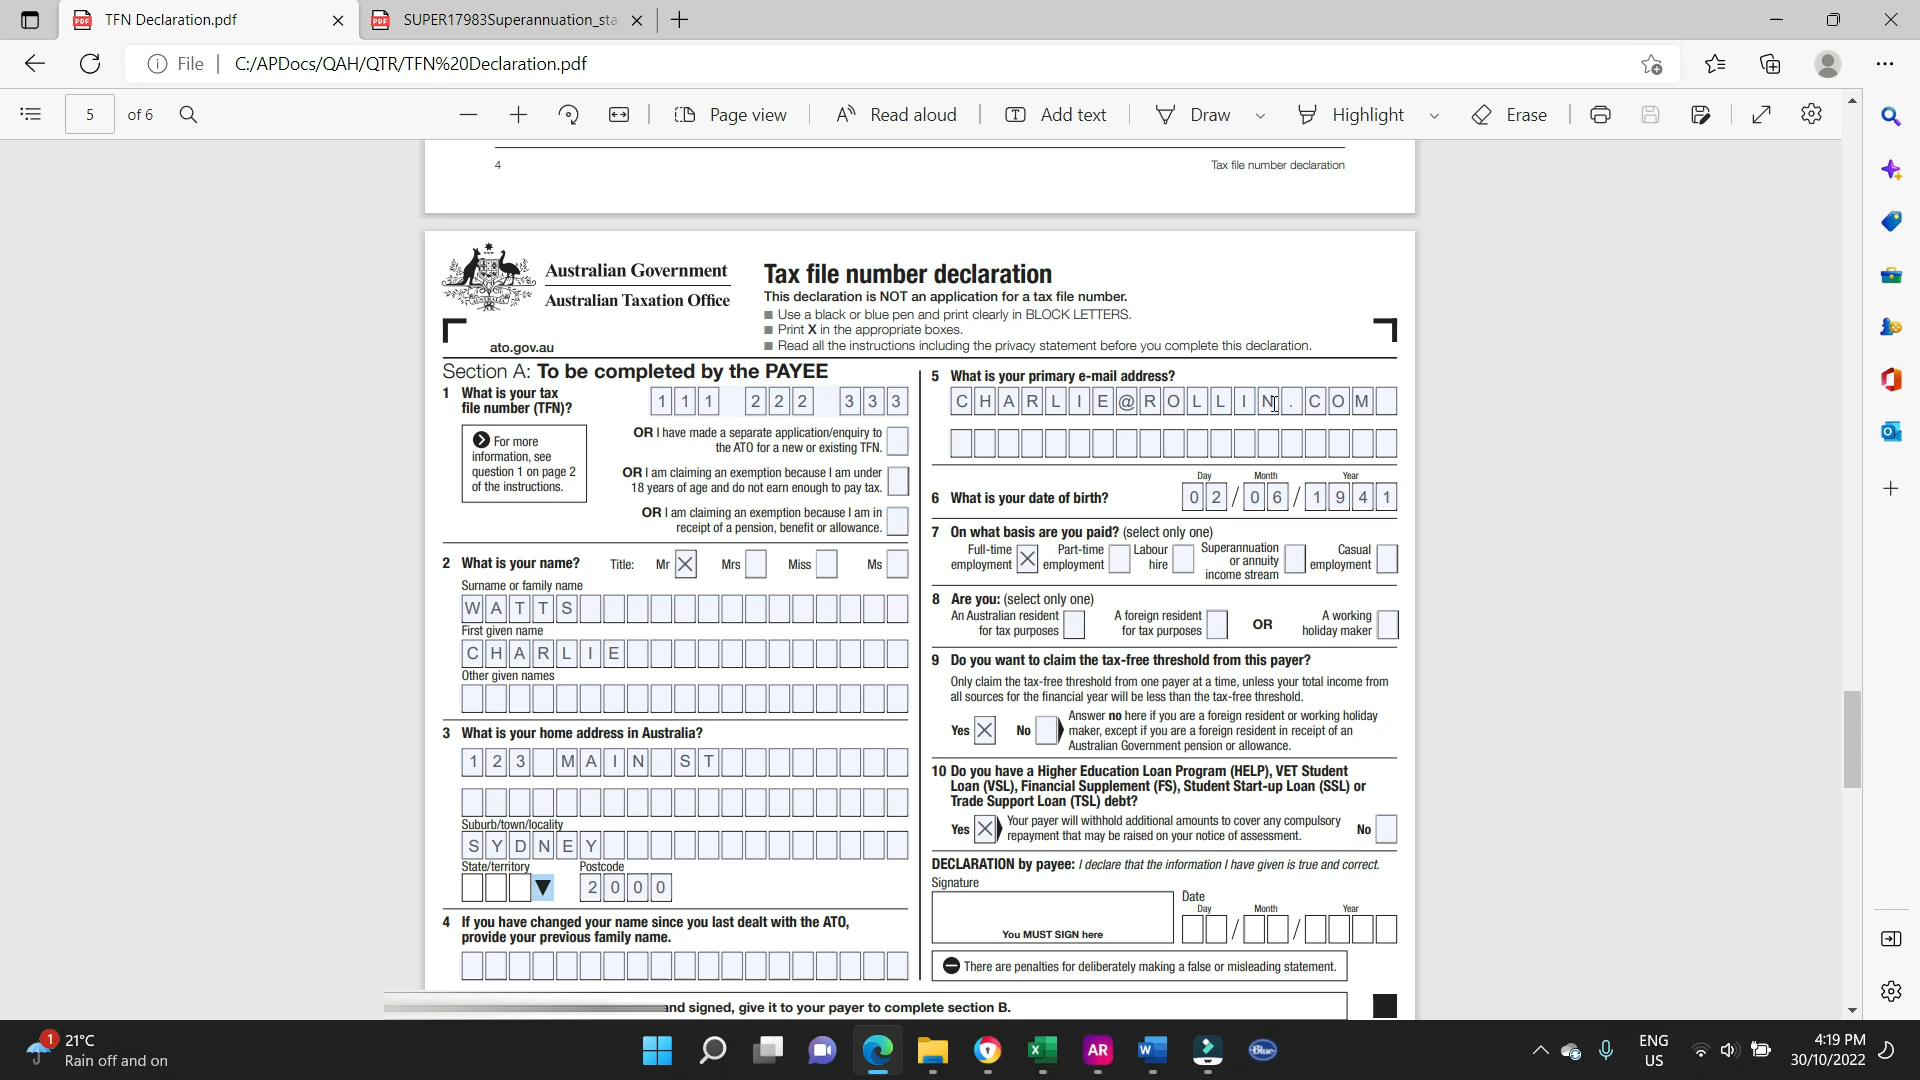 TFN Declaration.pdf
SUPER17983Superannuation_sta
File
C:/APDocs/QAH/QTR/TFN%20Declaration.pdf
5 of 6
Page view
Read aloud
Add text
Draw
Highlight
Erase
4
Tax file number declaration
Australian Government
Australian Taxation Office
ato.gov.au
Tax file number declaration
This declaration is NOT an application for a tax file number.
■ Use a black or blue pen and print clearly in BLOCK LETTERS.
■ Print X in the appropriate boxes.
■ Read all the instructions including the privacy statement before you complete this declaration.
Section A: To be completed by the PAYEE
1 What is your tax
file number (TFN)?
111 222 333
For more
information, see
question 1 on page 2
of the instructions.
OR I have made a separate application/enquiry to
the ATO for a new or existing TFN.
OR I am claiming an exemption because I am under
18 years of age and do not earn enough to pay tax.
OR I am claiming an exemption because I am in
receipt of a pension, benefit or allowance.
2 What is your name? Title: Mr X Mrs Miss Ms
Surname or family name
WATTS
First given name
CHARLIE
Other given names
3 What is your home address in Australia?
123 MAIN ST
Suburb/town/locality
SYDNEY
State/territory Postcode
2000
4 If you have changed your name since you last dealt with the ATO,
provide your previous family name.
5 What is your primary e-mail address?
CHARLIE@ROLLIN.COM
Day Month Year
6 What is your date of birth? 02/06/1941
7 On what basis are you paid? (select only one)
Full-time
employment X
Part-time
employment
Labour
hire
Superannuation
or annuity
income stream
Casual
employment
8 Are you: (select only one)
An Australian resident
for tax purposes
A foreign resident
for tax purposes
OR
A working
holiday maker
9 Do you want to claim the tax-free threshold from this payer?
Only claim the tax-free threshold from one payer at a time, unless your total income from
all sources for the financial year will be less than the tax-free threshold.
Yes X No
Answer no here if you are a foreign resident or working holiday
maker, except if you are a foreign resident in receipt of an
Australian Government pension or allowance.
10 Do you have a Higher Education Loan Program (HELP), VET Student
Loan (VSL), Financial Supplement (FS), Student Start-up Loan (SSL) or
Trade Support Loan (TSL) debt?
Yes X
Your payer will withhold additional amounts to cover any compulsory
repayment that may be raised on your notice of assessment.
No
DECLARATION by payee: I declare that the information I have given is true and correct.
Signature
You MUST SIGN here
Date
Day Month Year
/ /
There are penalties for deliberately making a false or misleading statement.
and signed, give it to your payer to complete section B.
1
21°C
Rain off and on
AR
Blue
ENG
US
4:19 PM
30/10/2022